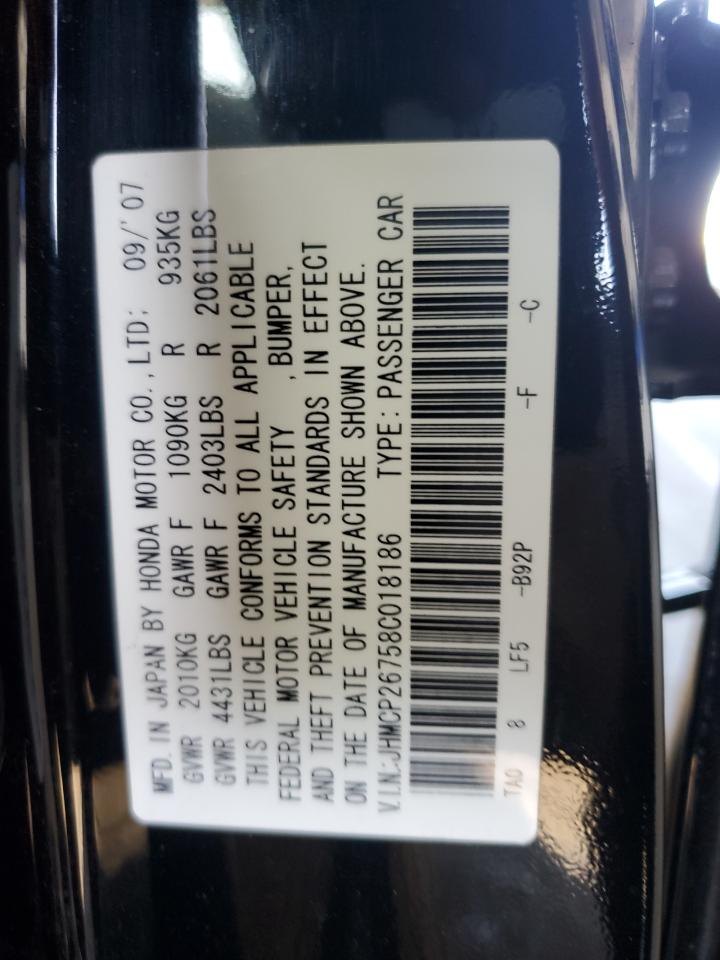 MFD. IN JAPAN BY HONDA MOTOR CO., LTD; 09/'07
GVWR 2010KG GAWR F 1090KG R 935KG
GVWR 4431LBS GAWR F 2403LBS R 2061LBS
THIS VEHICLE CONFORMS TO ALL APPLICABLE
FEDERAL MOTOR VEHICLE SAFETY , BUMPER,
AND THEFT PREVENTION STANDARDS IN EFFECT
ON THE DATE OF MANUFACTURE SHOWN ABOVE.
V.I.N.:JHMCP26758C018186 TYPE:PASSENGER CAR
TA0 8 LF5 -B92P -F -C